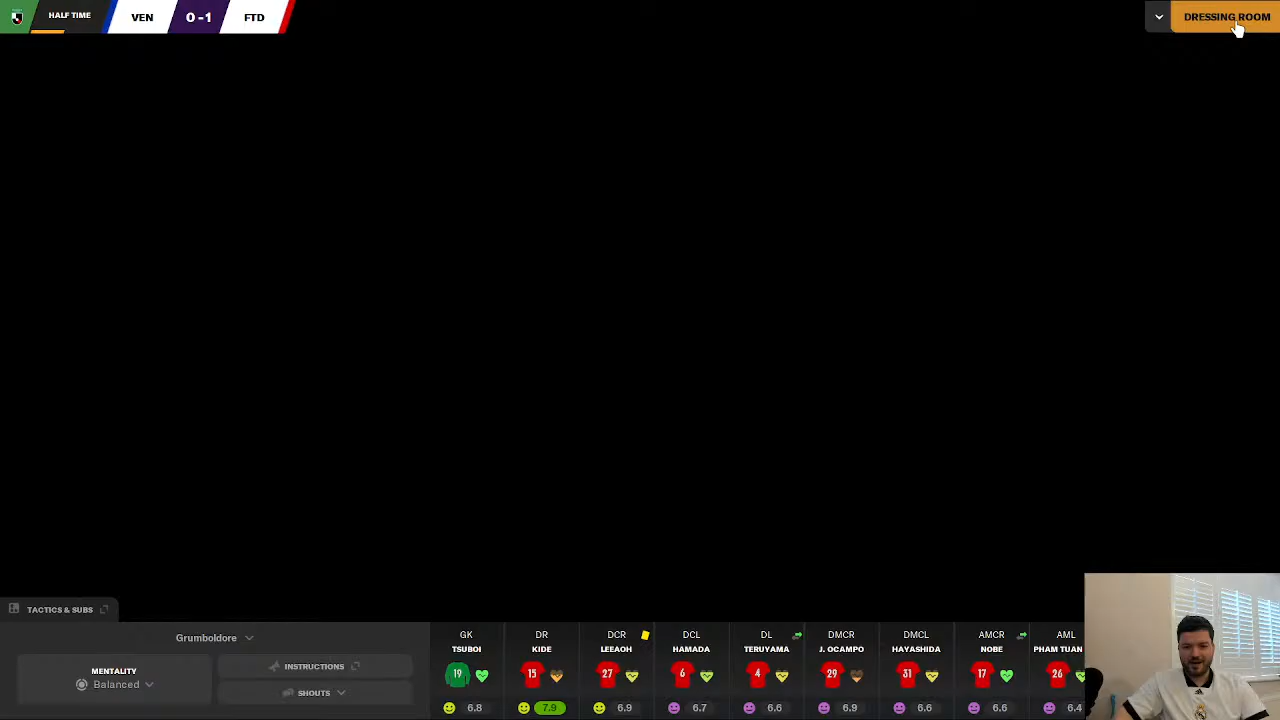 HALF TIME
VEN
0 - 1
FTD
DRESSING ROOM
TACTICS & SUBS
Grumboldore
MENTALITY
Balanced
INSTRUCTIONS
SHOUTS
GK
TSUBOI
19
6.8
DR
KIDE
15
7.9
DCR
LEEAOH
27
6.9
DCL
HAMADA
6
6.7
DL
TERUYAMA
4
6.6
DMCR
J. OCAMPO
29
6.9
DMCL
HAYASHIDA
31
6.6
AMCR
17
6.6
AML
PHAM TUAN
26
6.4